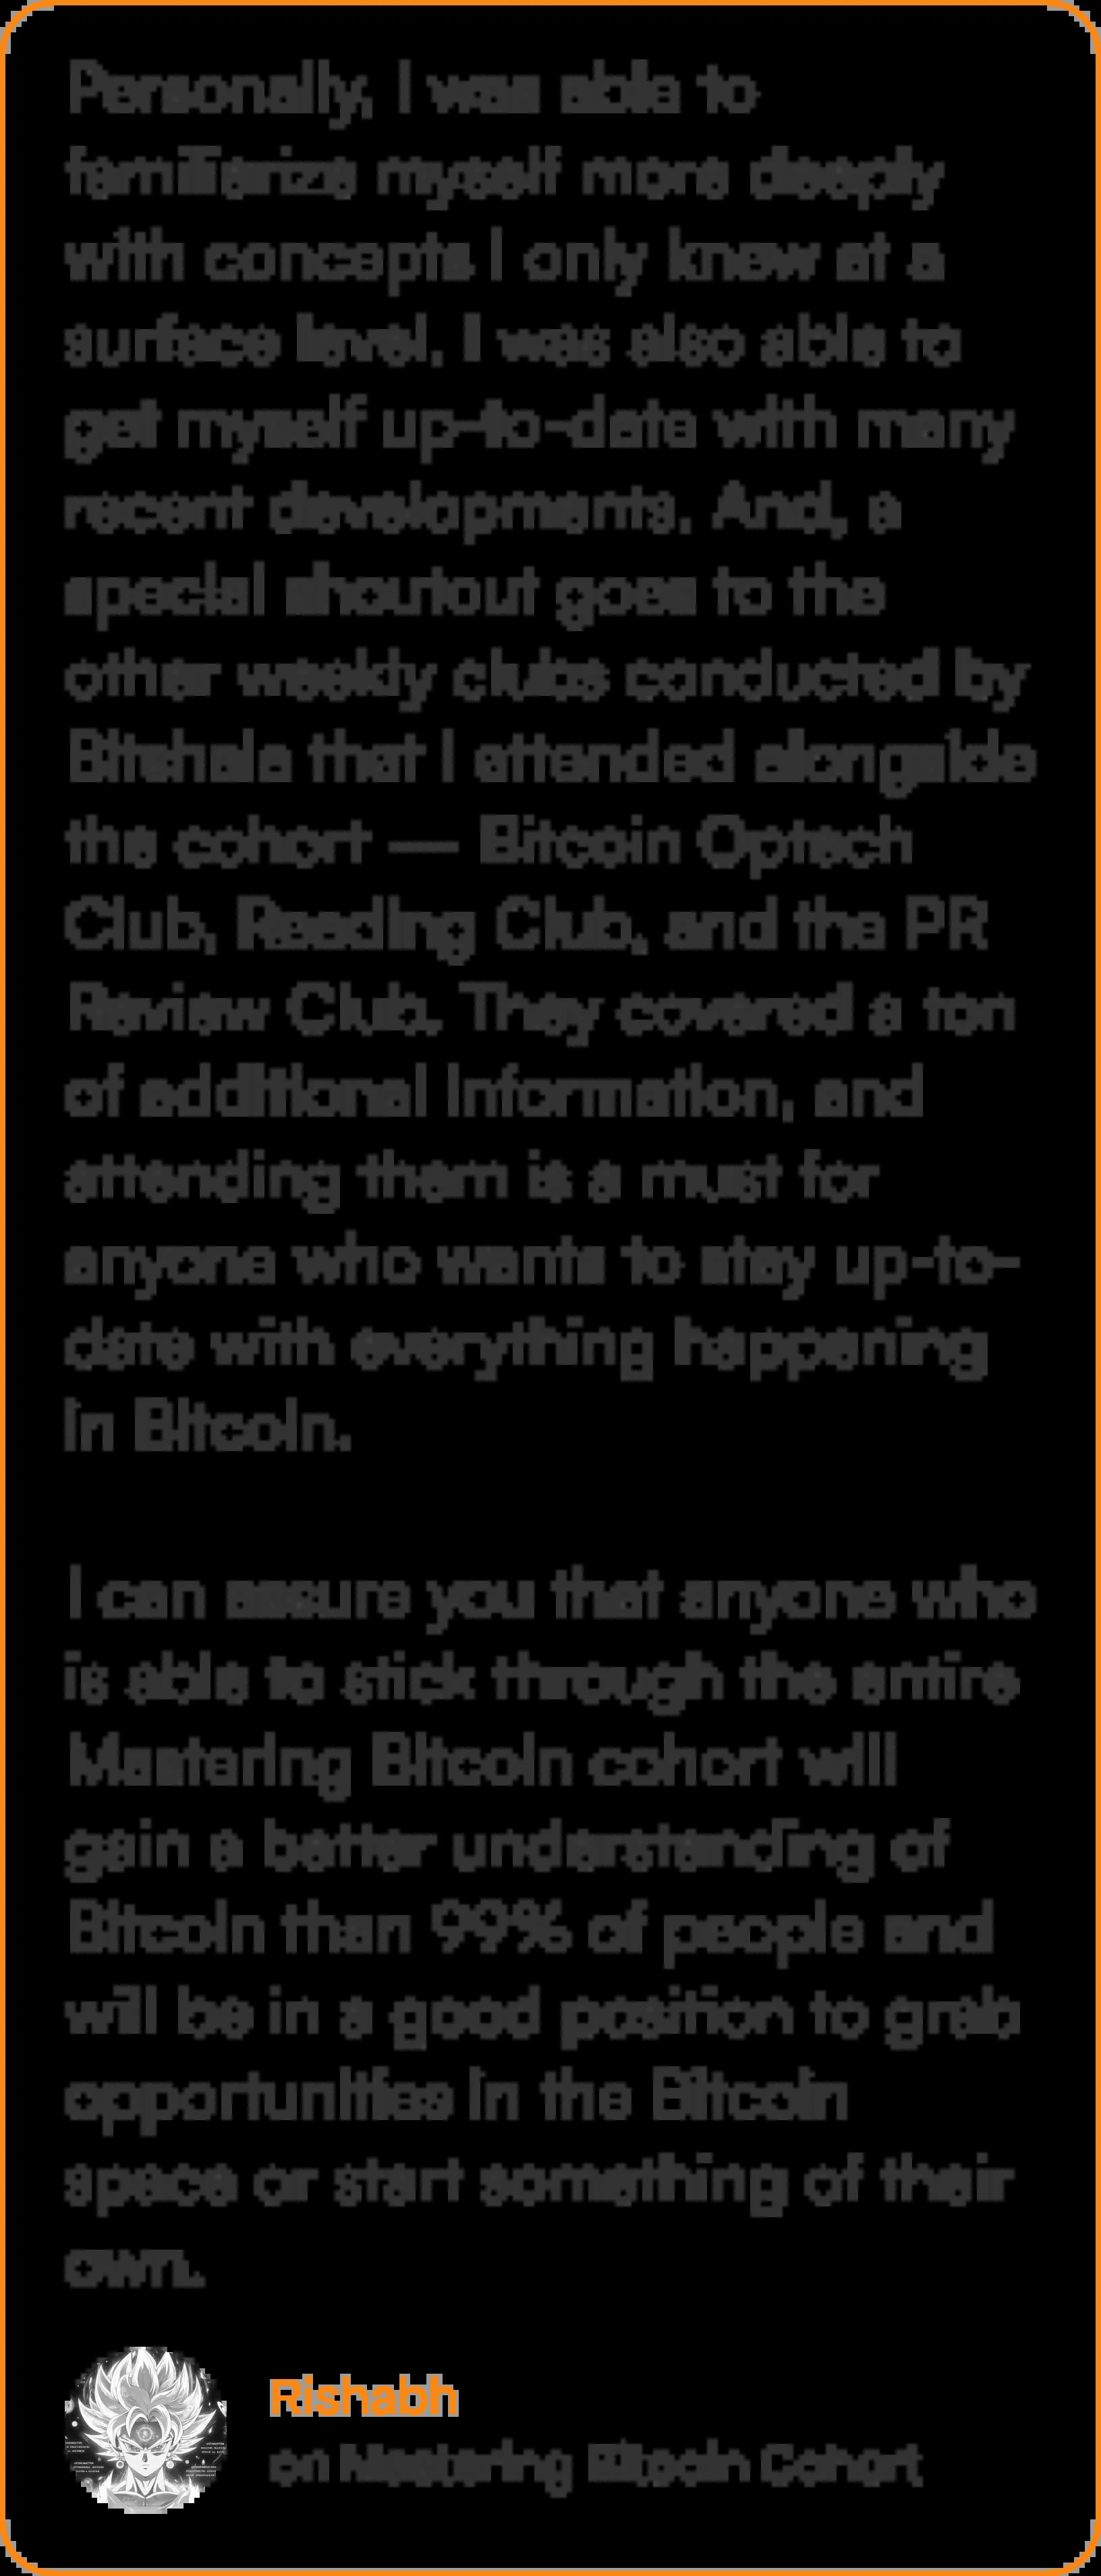 Personally, I was able to
familiarize myself more deeply
with concepts I only knew at a
surface level. I was also able to
get myself up-to-date with many
recent developments. And, a
special shoutout goes to the
other weekly clubs conducted by
Bitshala that I attended alongside
the cohort — Bitcoin Optech
Club, Reading Club, and the PR
Review Club. They covered a ton
of additional information, and
attending them is a must for
anyone who wants to stay up-to-
date with everything happening
in Bitcoin.
I can assure you that anyone who
is able to stick through the entire
Mastering Bitcoin cohort will
gain a better understanding of
Bitcoin than 99% of people and
will be in a good position to grab
opportunities in the Bitcoin
space or start something of their
own.
Rishabh
on Mastering Bitcoin Cohort